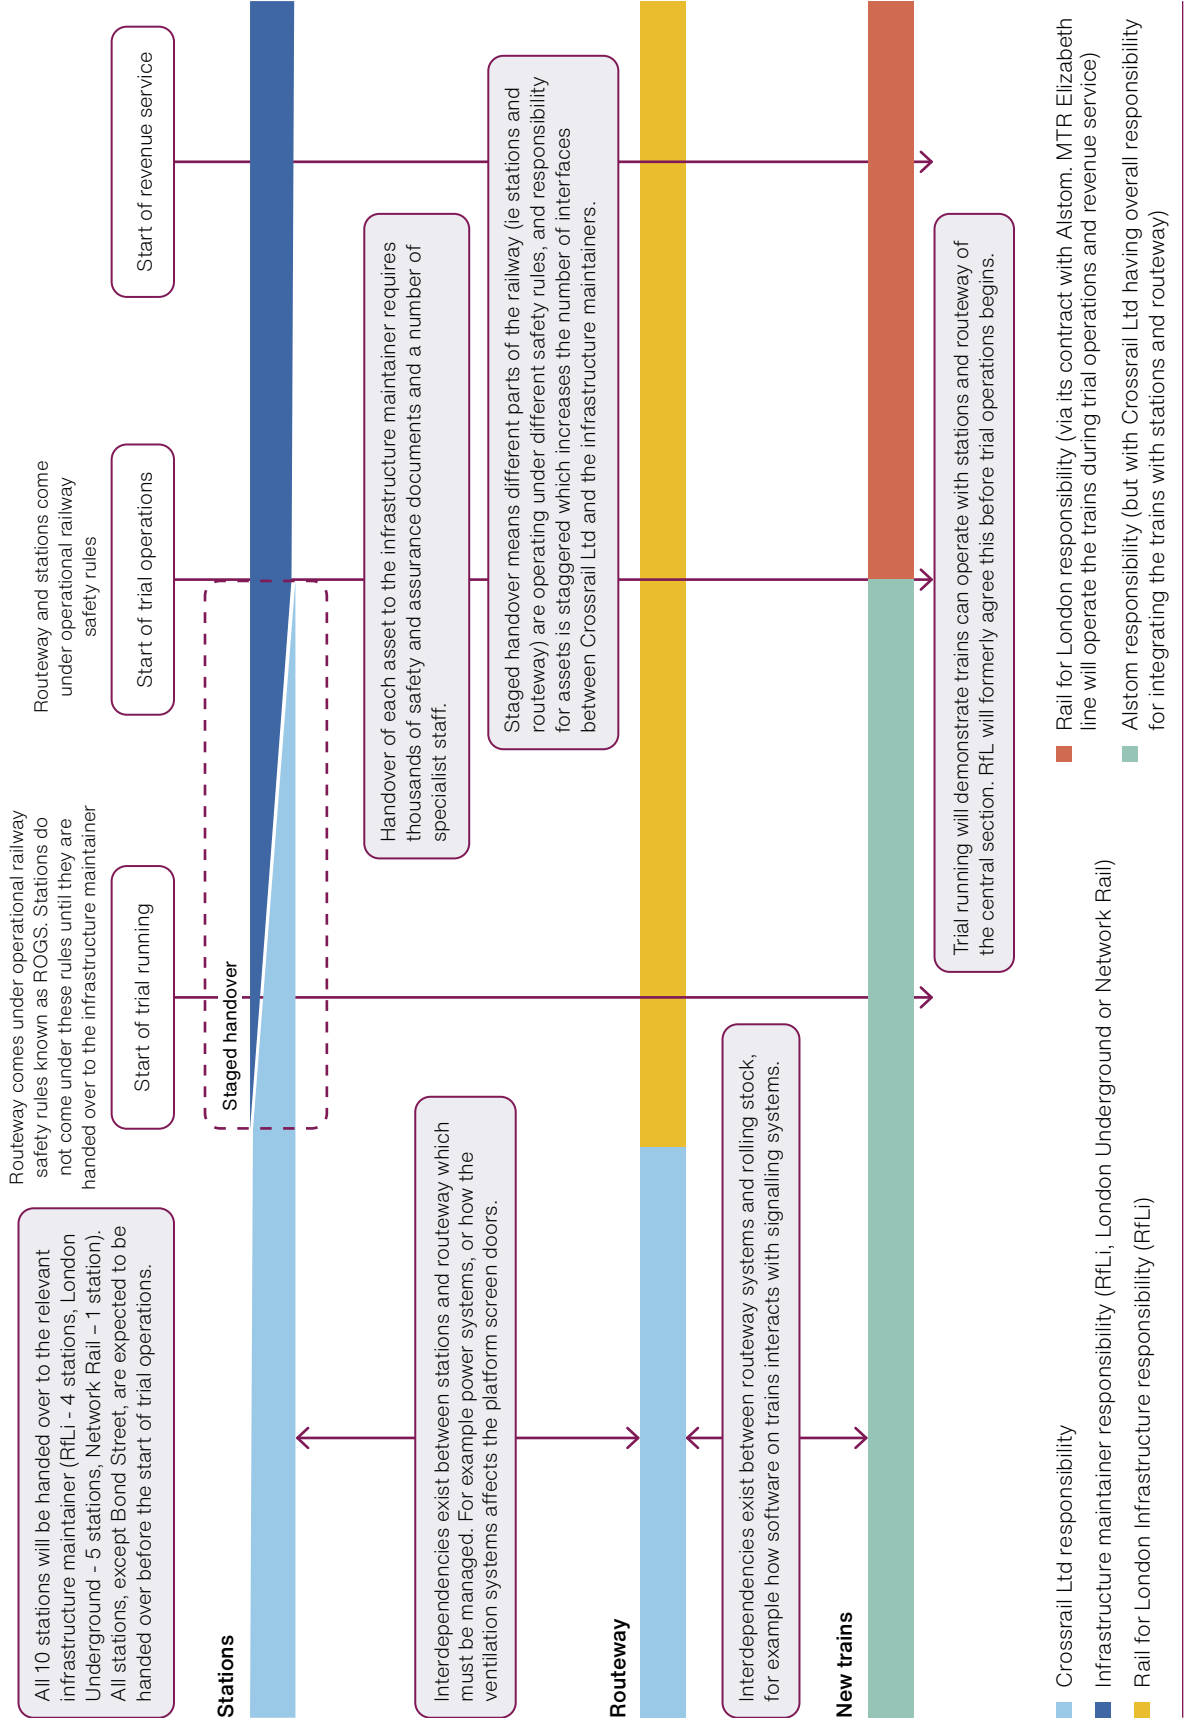 All 10 stations will be handed over to the relevant
infrastructure maintainer (RfLi - 4 stations, London
Underground - 5 stations, Network Rail – 1 station).
All stations, except Bond Street, are expected to be
handed over before the start of trial operations.
Routeway comes under operational railway
safety rules known as ROGS. Stations do
not come under these rules until they are
handed over to the infrastructure maintainer
Routeway and stations come
under operational railway
safety rules
Start of trial running
Start of trial operations
Start of revenue service
Stations
Staged handover
Handover of each asset to the infrastructure maintainer requires
thousands of safety and assurance documents and a number of
specialist staff.
Interdependencies exist between stations and routeway which
must be managed. For example power systems, or how the
ventilation systems affects the platform screen doors.
Staged handover means different parts of the railway (ie stations and
routeway) are operating under different safety rules, and responsibility
for assets is staggered which increases the number of interfaces
between Crossrail Ltd and the infrastructure maintainers.
Routeway
Interdependencies exist between routeway systems and rolling stock,
for example how software on trains interacts with signalling systems.
New trains
Trial running will demonstrate trains can operate with stations and routeway of
the central section. RfL will formerly agree this before trial operations begins.
Crossrail Ltd responsibility
Infrastructure maintainer responsibility (RfLi, London Underground or Network Rail)
Rail for London Infrastructure responsibility (RfLi)
Rail for London responsibility (via its contract with Alstom. MTR Elizabeth
line will operate the trains during trial operations and revenue service)
Alstom responsibility (but with Crossrail Ltd having overall responsibility
for integrating the trains with stations and routeway)